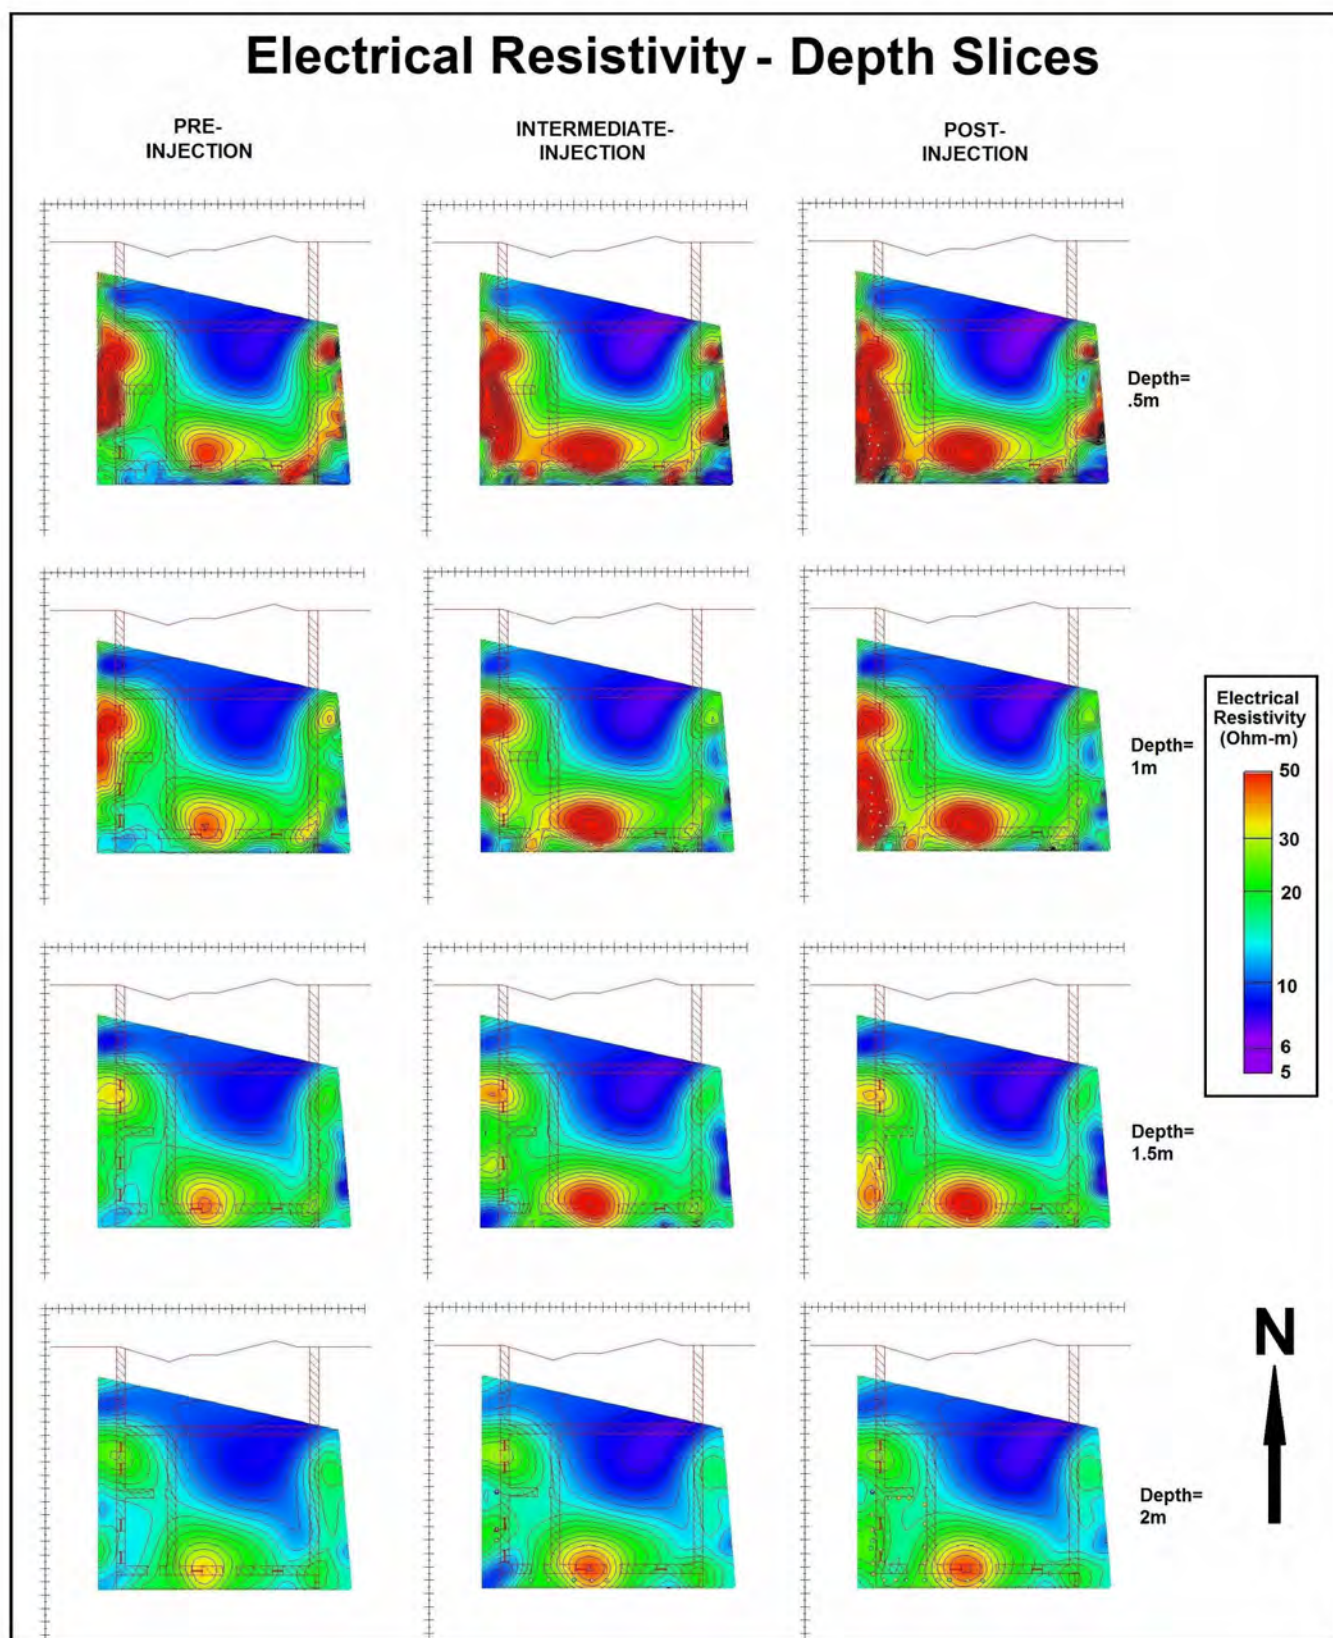 Electrical Resistivity - Depth Slices
PRE-
INJECTION
INTERMEDIATE-
INJECTION
POST-
INJECTION
Depth=
.5m
Depth=
1m
Electrical
Resistivity
(Ohm-m)
50
30
20
10
6
5
Depth=
1.5m
N
Depth=
2m